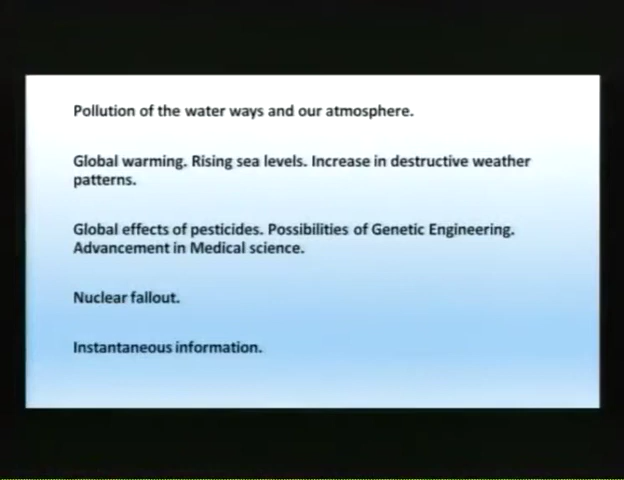 Pollution of the water ways and our atmosphere.
Global warming. Rising sea levels. Increase in destructive weather
patterns.
Global effects of pesticides. Possibilities of Genetic Engineering.
Advancement in Medical science.
Nuclear fallout.
Instantaneous information.